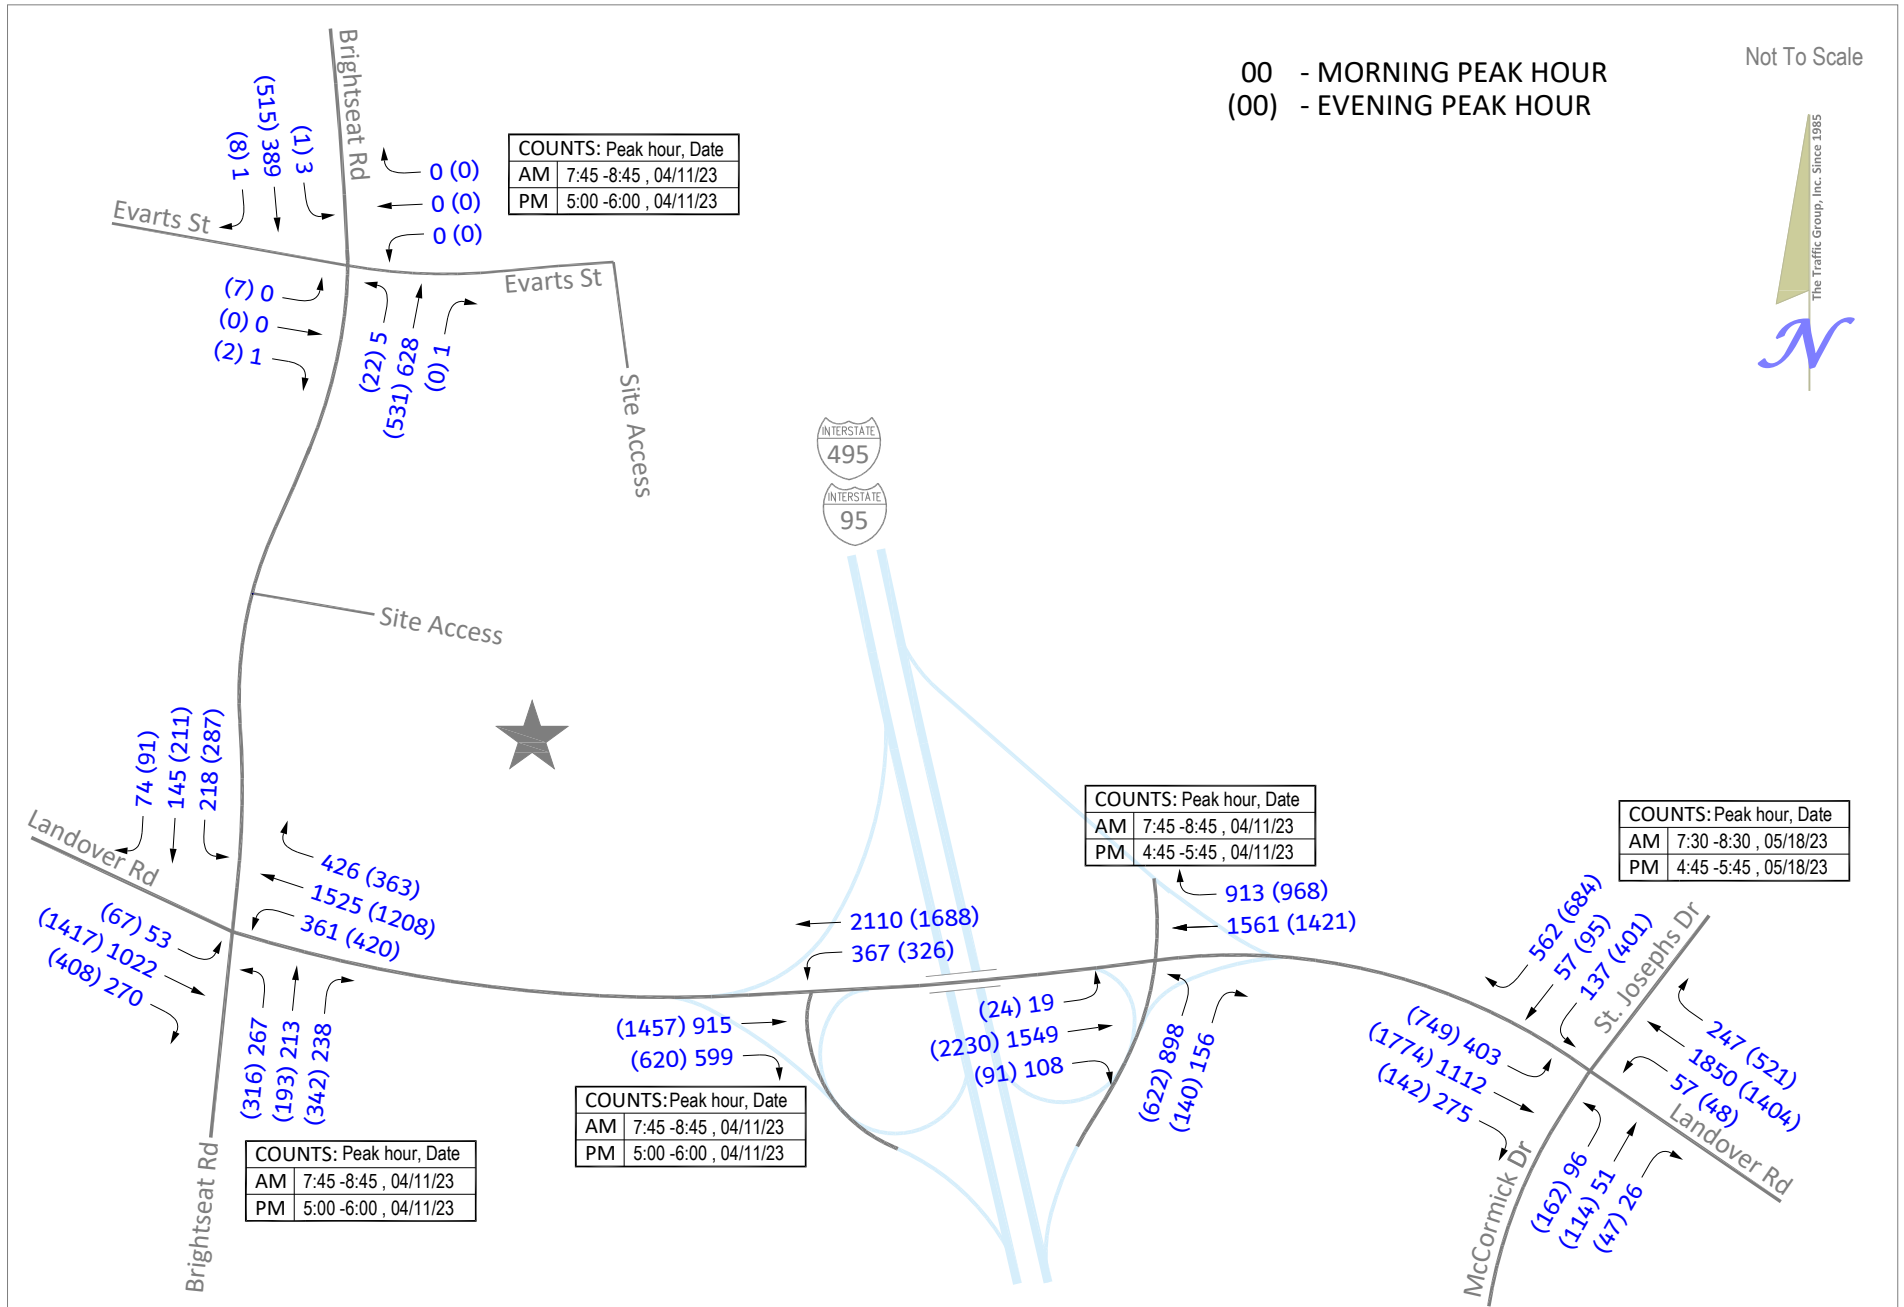 00 - MORNING PEAK HOUR
(00) - EVENING PEAK HOUR
Not To Scale
The Traffic Group, Inc. Since 1985
N
Brightseat Rd
(8) 1
(515) 389
(1) 3
0 (0)
0 (0)
0 (0)
COUNTS: Peak hour, Date
AM 7:45 -8:45 , 04/11/23
PM 5:00 -6:00 , 04/11/23
Evarts St
Evarts St
(7) 0
(0) 0
(2) 1
(22) 5
(531) 628
(0) 1
Site Access
INTERSTATE
495
INTERSTATE
95
Site Access
74 (91)
145 (211)
218 (287)
Landover Rd
426 (363)
1525 (1208)
361 (420)
(67) 53
(1417) 1022
(408) 270
(316) 267
(193) 213
(342) 238
Brightseat Rd
COUNTS: Peak hour, Date
AM 7:45 -8:45 , 04/11/23
PM 5:00 -6:00 , 04/11/23
2110 (1688)
367 (326)
(1457) 915
(620) 599
COUNTS: Peak hour, Date
AM 7:45 -8:45 , 04/11/23
PM 5:00 -6:00 , 04/11/23
COUNTS: Peak hour, Date
AM 7:45 -8:45 , 04/11/23
PM 4:45 -5:45 , 04/11/23
913 (968)
1561 (1421)
(24) 19
(2230) 1549
(91) 108
(622) 898
(140) 156
COUNTS: Peak hour, Date
AM 7:30 -8:30 , 05/18/23
PM 4:45 -5:45 , 05/18/23
562 (684)
57 (95)
137 (401)
St. Josephs Dr
(749) 403
(1774) 1112
(142) 275
247 (521)
1850 (1404)
57 (48)
Landover Rd
(162) 96
(114) 51
(47) 26
McCormick Dr